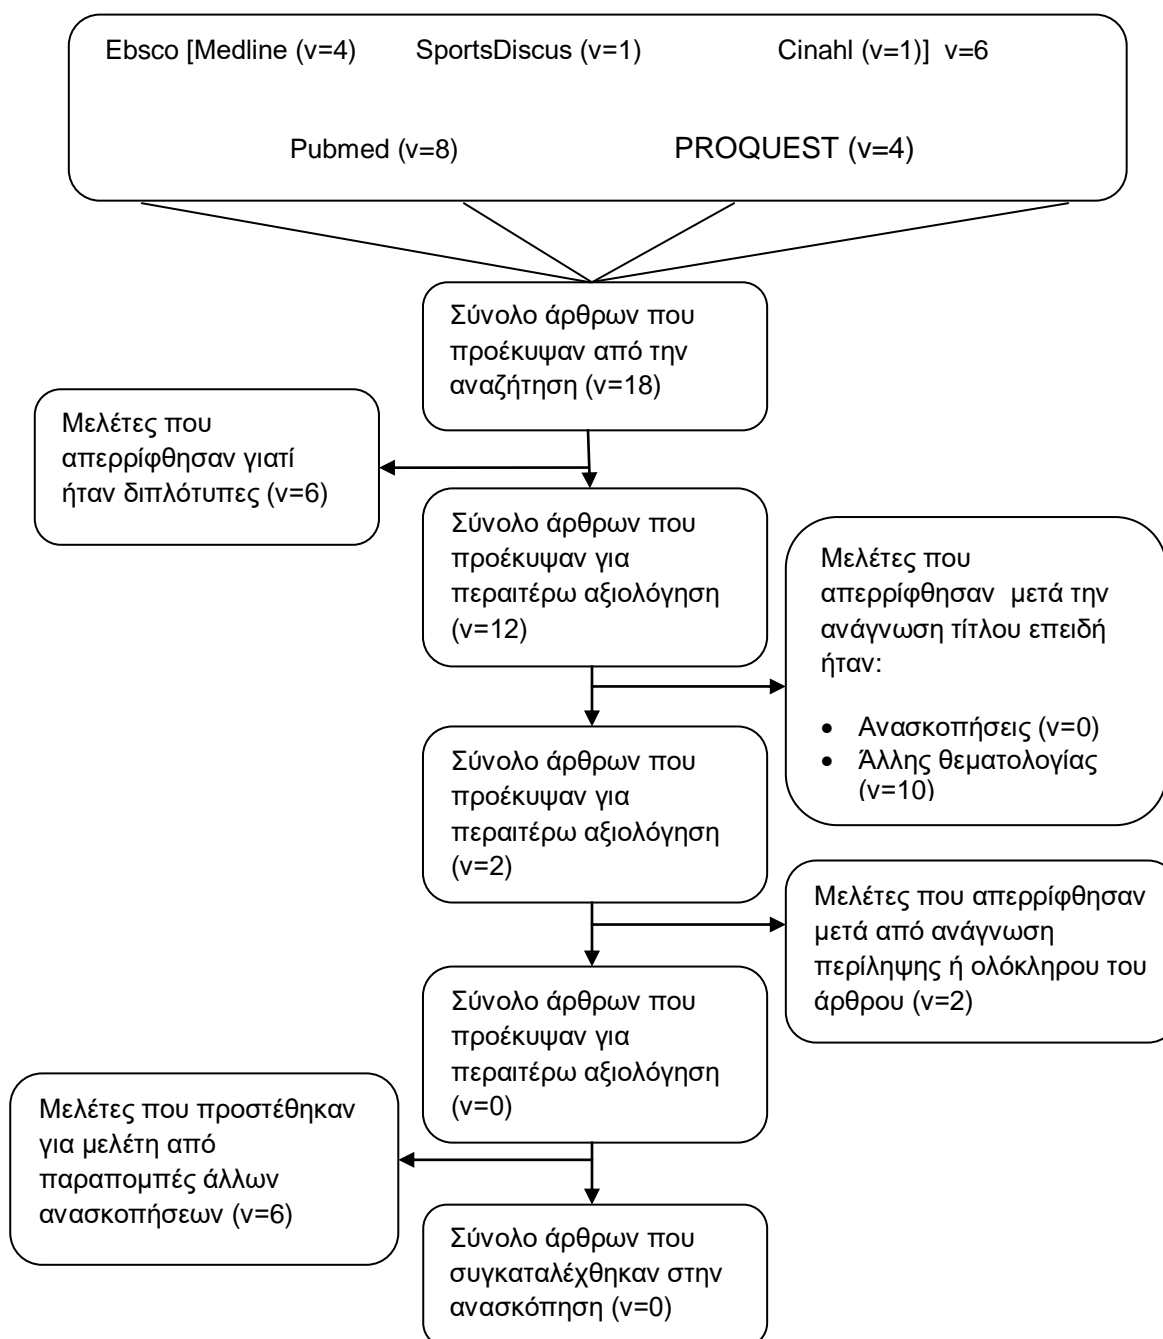 Ebsco [Medline (ν=4) SportsDiscus (ν=1) Cinahl (ν=1)] ν=6
Pubmed (ν=8) PROQUEST (ν=4)
Σύνολο άρθρων που
προέκυψαν από την
αναζήτηση (ν=18)
Μελέτες που
απερρίφθησαν γιατί
ήταν διπλότυπες (ν=6)
Σύνολο άρθρων που
προέκυψαν για
περαιτέρω αξιολόγηση
(ν=12)
Μελέτες που
απερρίφθησαν μετά την
ανάγνωση τίτλου επειδή
ήταν:
• Ανασκοπήσεις (ν=0)
• Άλλης θεματολογίας
(ν=10)
Σύνολο άρθρων που
προέκυψαν για
περαιτέρω αξιολόγηση
(ν=2)
Μελέτες που απερρίφθησαν
μετά από ανάγνωση
περίληψης ή ολόκληρου του
άρθρου (ν=2)
Σύνολο άρθρων που
προέκυψαν για
περαιτέρω αξιολόγηση
(ν=0)
Μελέτες που προστέθηκαν
για μελέτη από
παραπομπές άλλων
ανασκοπήσεων (ν=6)
Σύνολο άρθρων που
συγκαταλέχθηκαν στην
ανασκόπηση (ν=0)